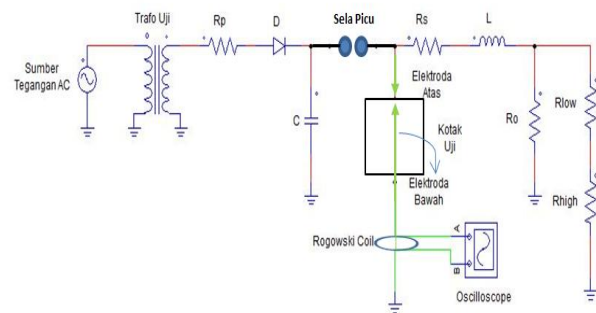 Trafo Uji
Rp
D
Sela Picu
Rs
L
Sumber
Tegangan AC
C
Elektroda
Atas
Kotak
Uji
Ro
Rlow
Elektroda
Bawah
Rhigh
Rogowski Coil
A
B
Oscilloscope